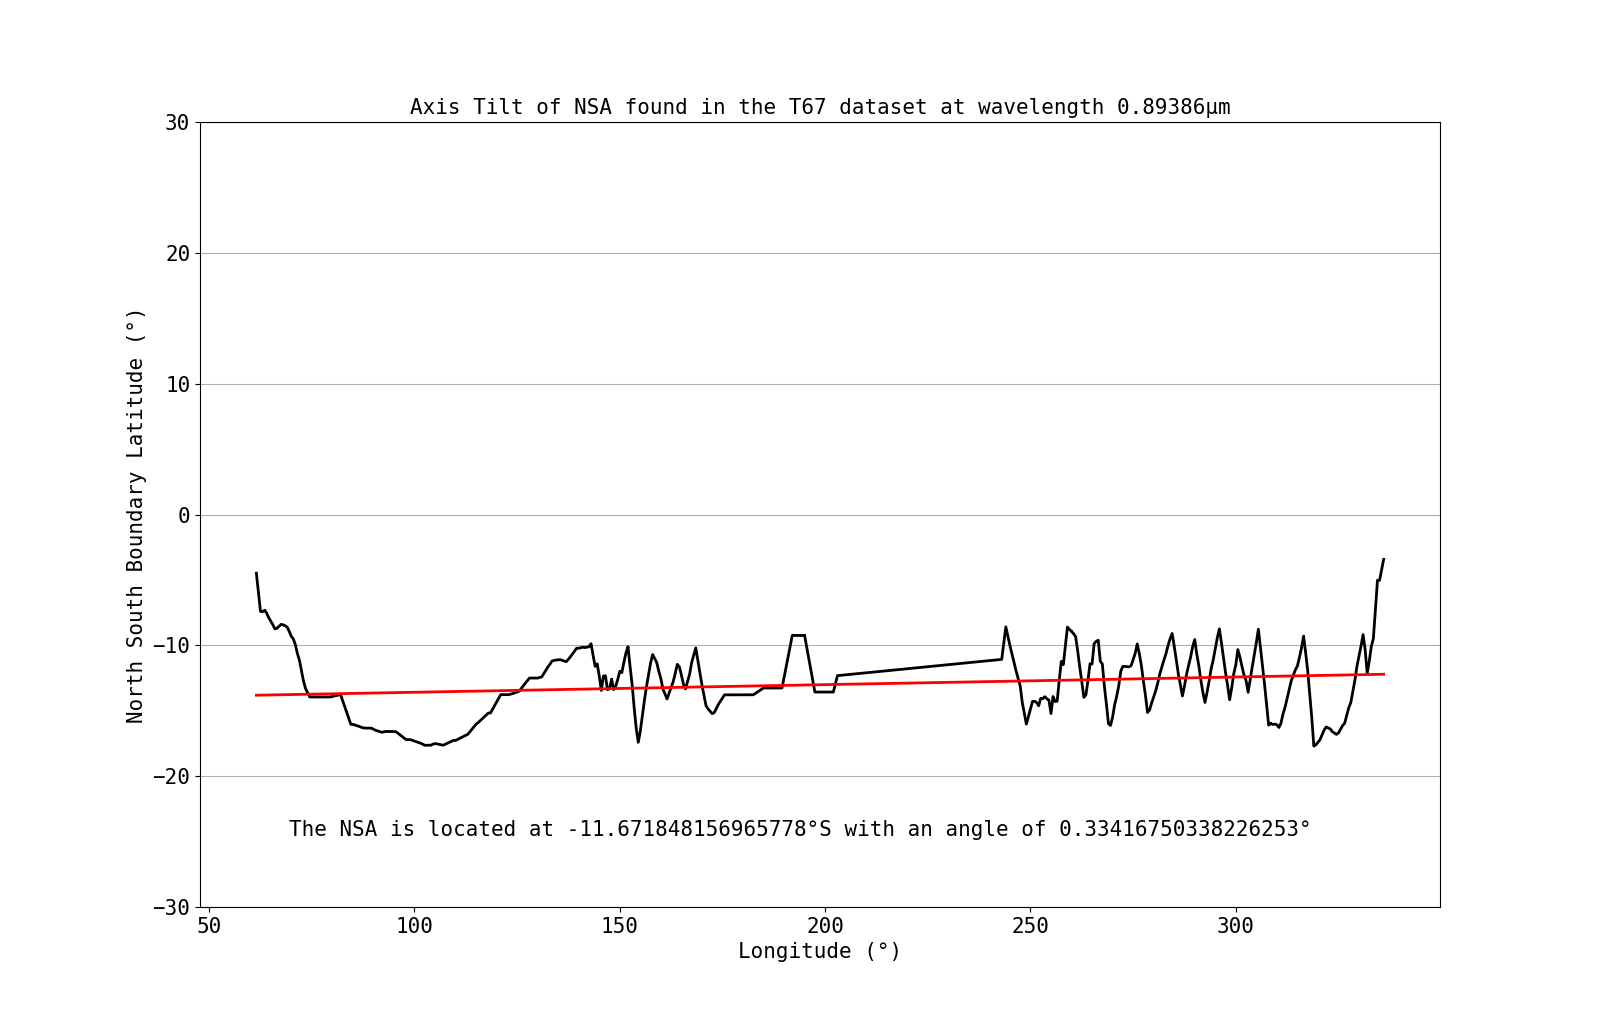 Axis Tilt of NSA found in the T67 dataset at wavelength 0.89386µm
30
20
10
0
−10
−20
−30
North South Boundary Latitude (°)
The NSA is located at -11.671848156965778°S with an angle of 0.33416750338226253°
50 100 150 200 250 300
Longitude (°)